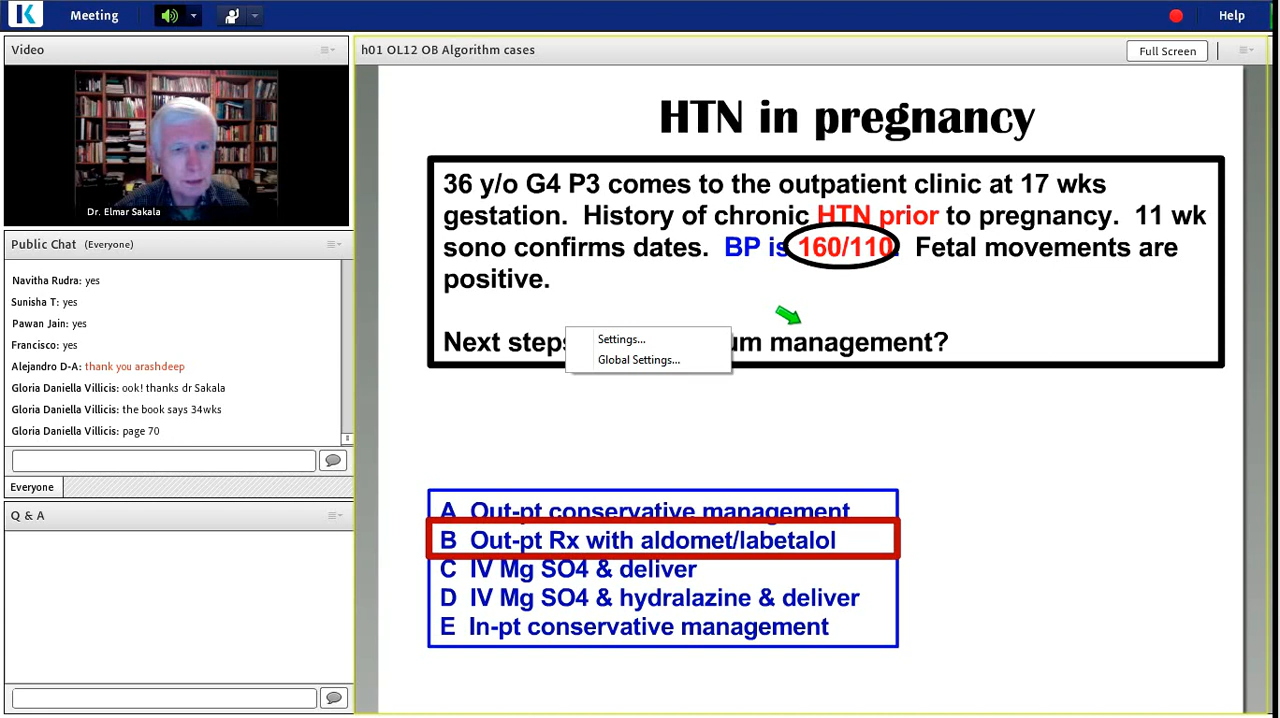 Meeting
Help
Video
Dr. Elmar Sakala
Public Chat (Everyone)
Navitha Rudra: yes
Sunisha T: yes
Pawan Jain: yes
Francisco: yes
Alejandro D-A: thank you arashdeep
Gloria Daniella Villicis: ook! thanks dr Sakala
Gloria Daniella Villicis: the book says 34wks
Gloria Daniella Villicis: page 70
Everyone
Q & A
h01 OL12 OB Algorithm cases
Full Screen
HTN in pregnancy
36 y/o G4 P3 comes to the outpatient clinic at 17 wks
gestation. History of chronic HTN prior to pregnancy. 11 wk
sono confirms dates. BP is 160/110. Fetal movements are
positive.
Next steps management?
Settings...
Global Settings...
A Out-pt conservative management
B Out-pt Rx with aldomet/labetalol
C IV Mg SO4 & deliver
D IV Mg SO4 & hydralazine & deliver
E In-pt conservative management